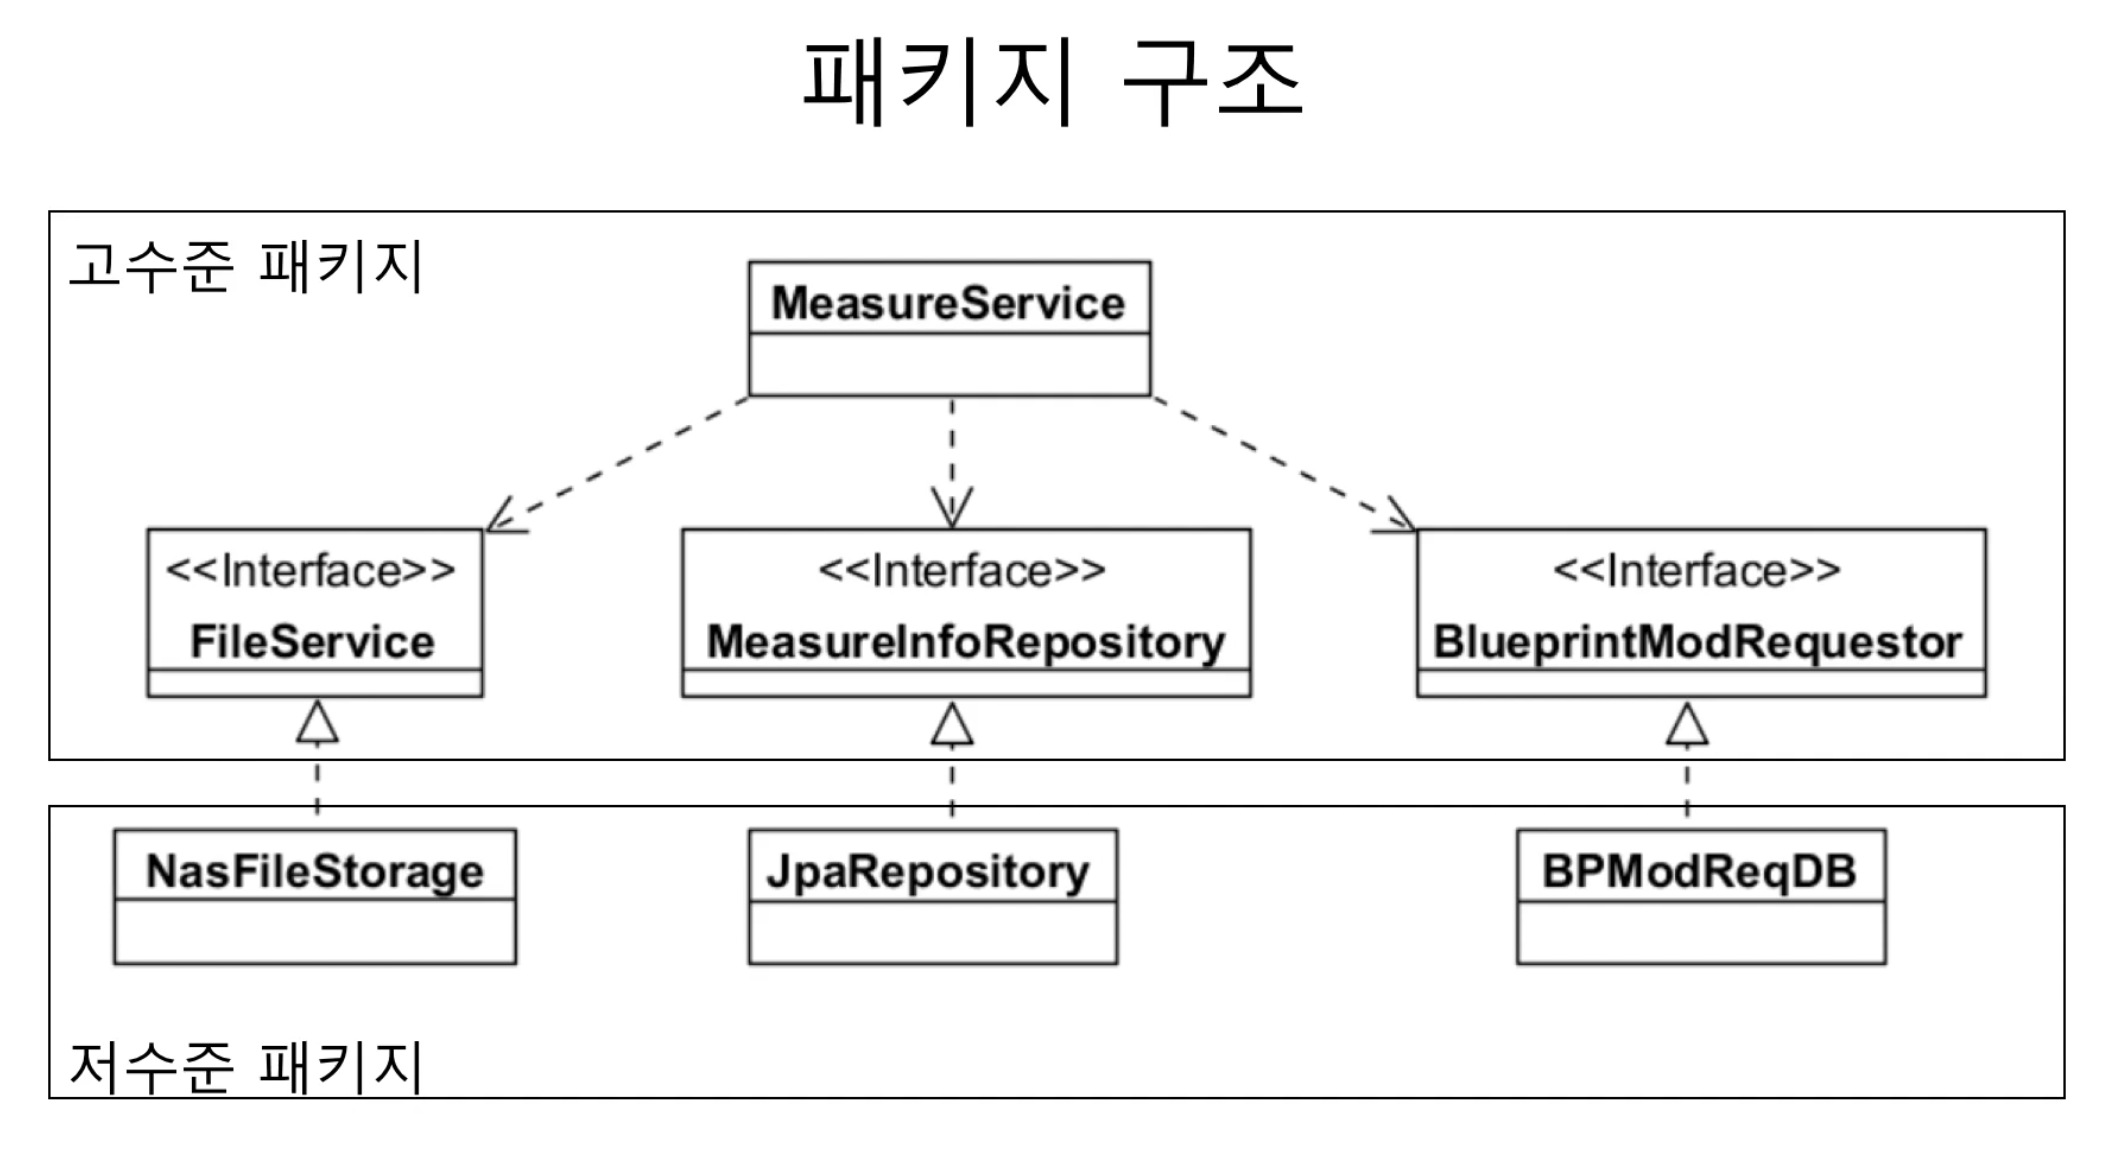 패키지 구조
고수준 패키지
MeasureService
<<Interface>>
FileService
<<Interface>>
MeasureInfoRepository
<<Interface>>
BlueprintModRequestor
NasFileStorage
JpaRepository
BPModReqDB
저수준 패키지